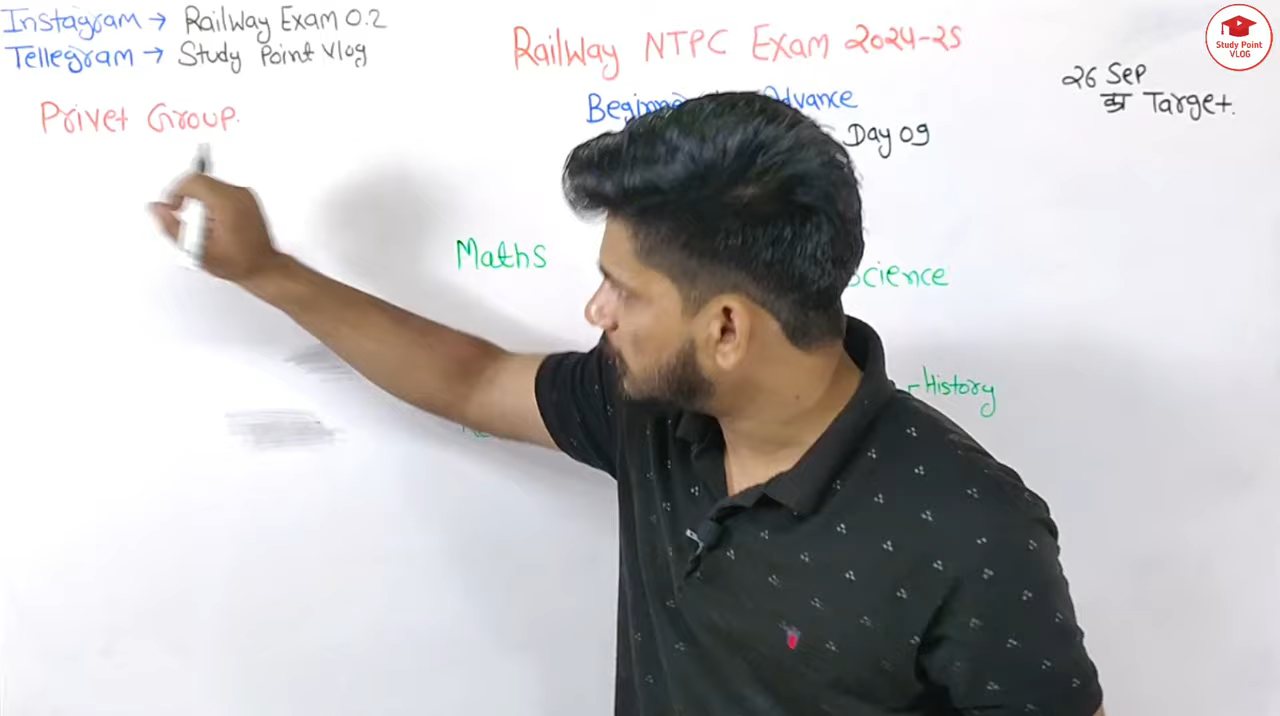 Instagram → Railway Exam 0.2
Tellegram → Study Point Vlog
Privet Group
Railway NTPC Exam 2024-25
Advance
Day 09
26 Sep
का Target.
Maths
History
Study Point
VLOG